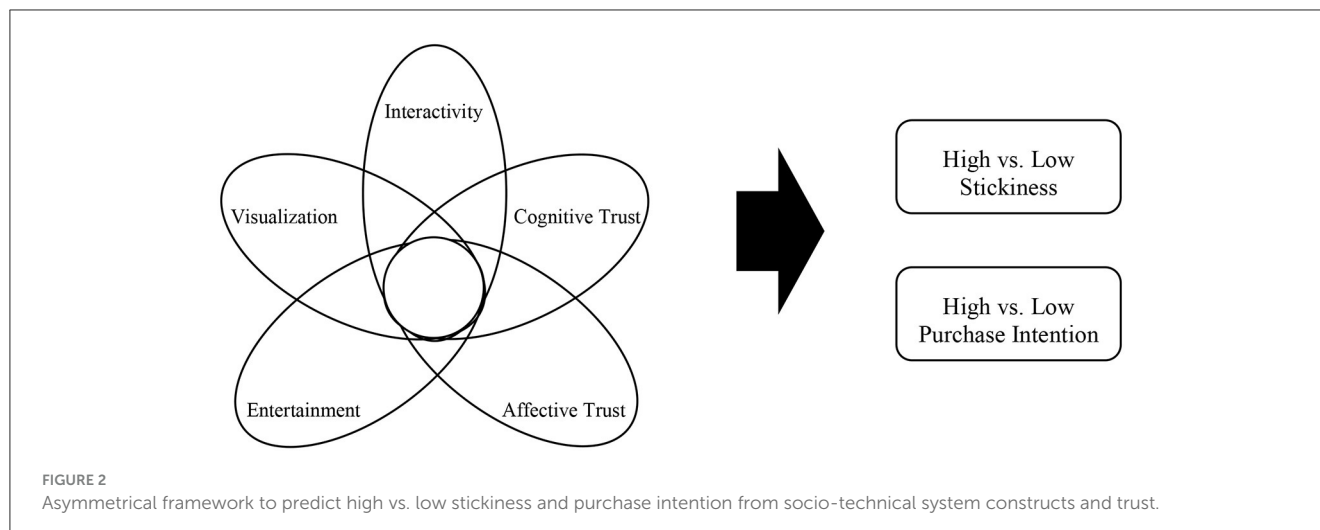 Interactivity
Visualization
Cognitive Trust
Entertainment
Affective Trust
High vs. Low
Stickiness
High vs. Low
Purchase Intention
FIGURE 2
Asymmetrical framework to predict high vs. low stickiness and purchase intention from socio-technical system constructs and trust.